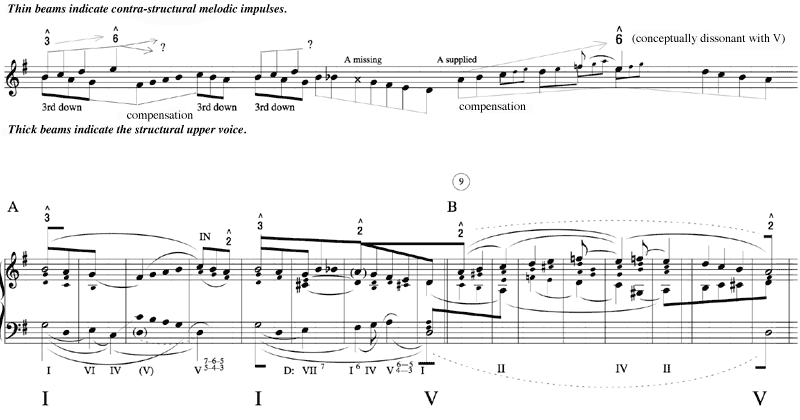 Thin beams indicate contra-structural melodic impulses.
^3 ^6 ? ? ^6 (conceptually dissonant with V)
A missing A supplied
3rd down 3rd down 3rd down compensation
compensation
Thick beams indicate the structural upper voice.
9
A B
^3 IN ^2 ^3 ^2 ^2 ^2
7–6–5 6–5
I VI IV (V) V 5–4–3 D: VII 7 I 6 IV V 4–3 I II IV II
I I V V